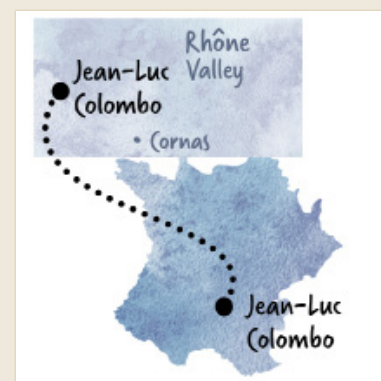 Rhône
Valley
Jean-Luc
Colombo
Cornas
Jean-Luc
Colombo